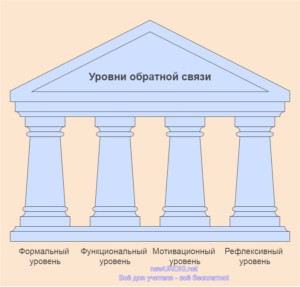 Уровни обратной связи
Формальный Функциональный Мотивационный Рефлексивный
уровень уровень уровень уровень
newUROKI.net
Всё для учителя - всё бесплатно!